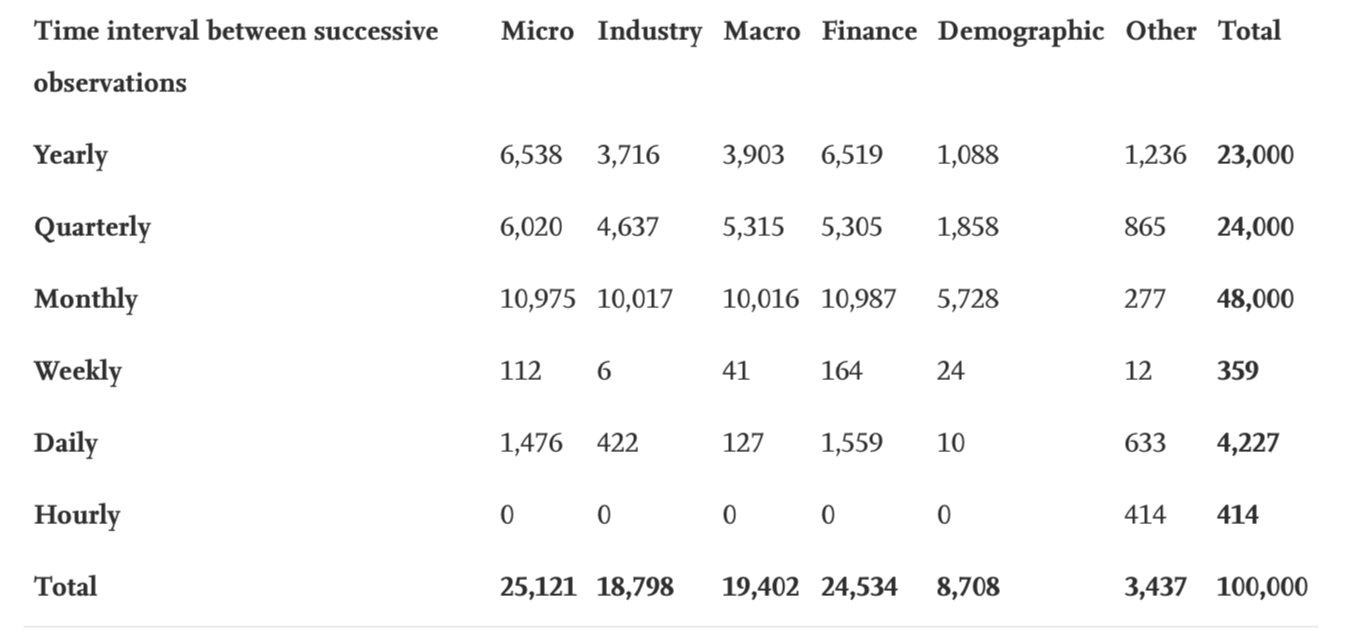 Time interval between successive Micro Industry Macro Finance Demographic Other Total
observations
Yearly 6,538 3,716 3,903 6,519 1,088 1,236 23,000
Quarterly 6,020 4,637 5,315 5,305 1,858 865 24,000
Monthly 10,975 10,017 10,016 10,987 5,728 277 48,000
Weekly 112 6 41 164 24 12 359
Daily 1,476 422 127 1,559 10 633 4,227
Hourly 0 0 0 0 0 414 414
Total 25,121 18,798 19,402 24,534 8,708 3,437 100,000